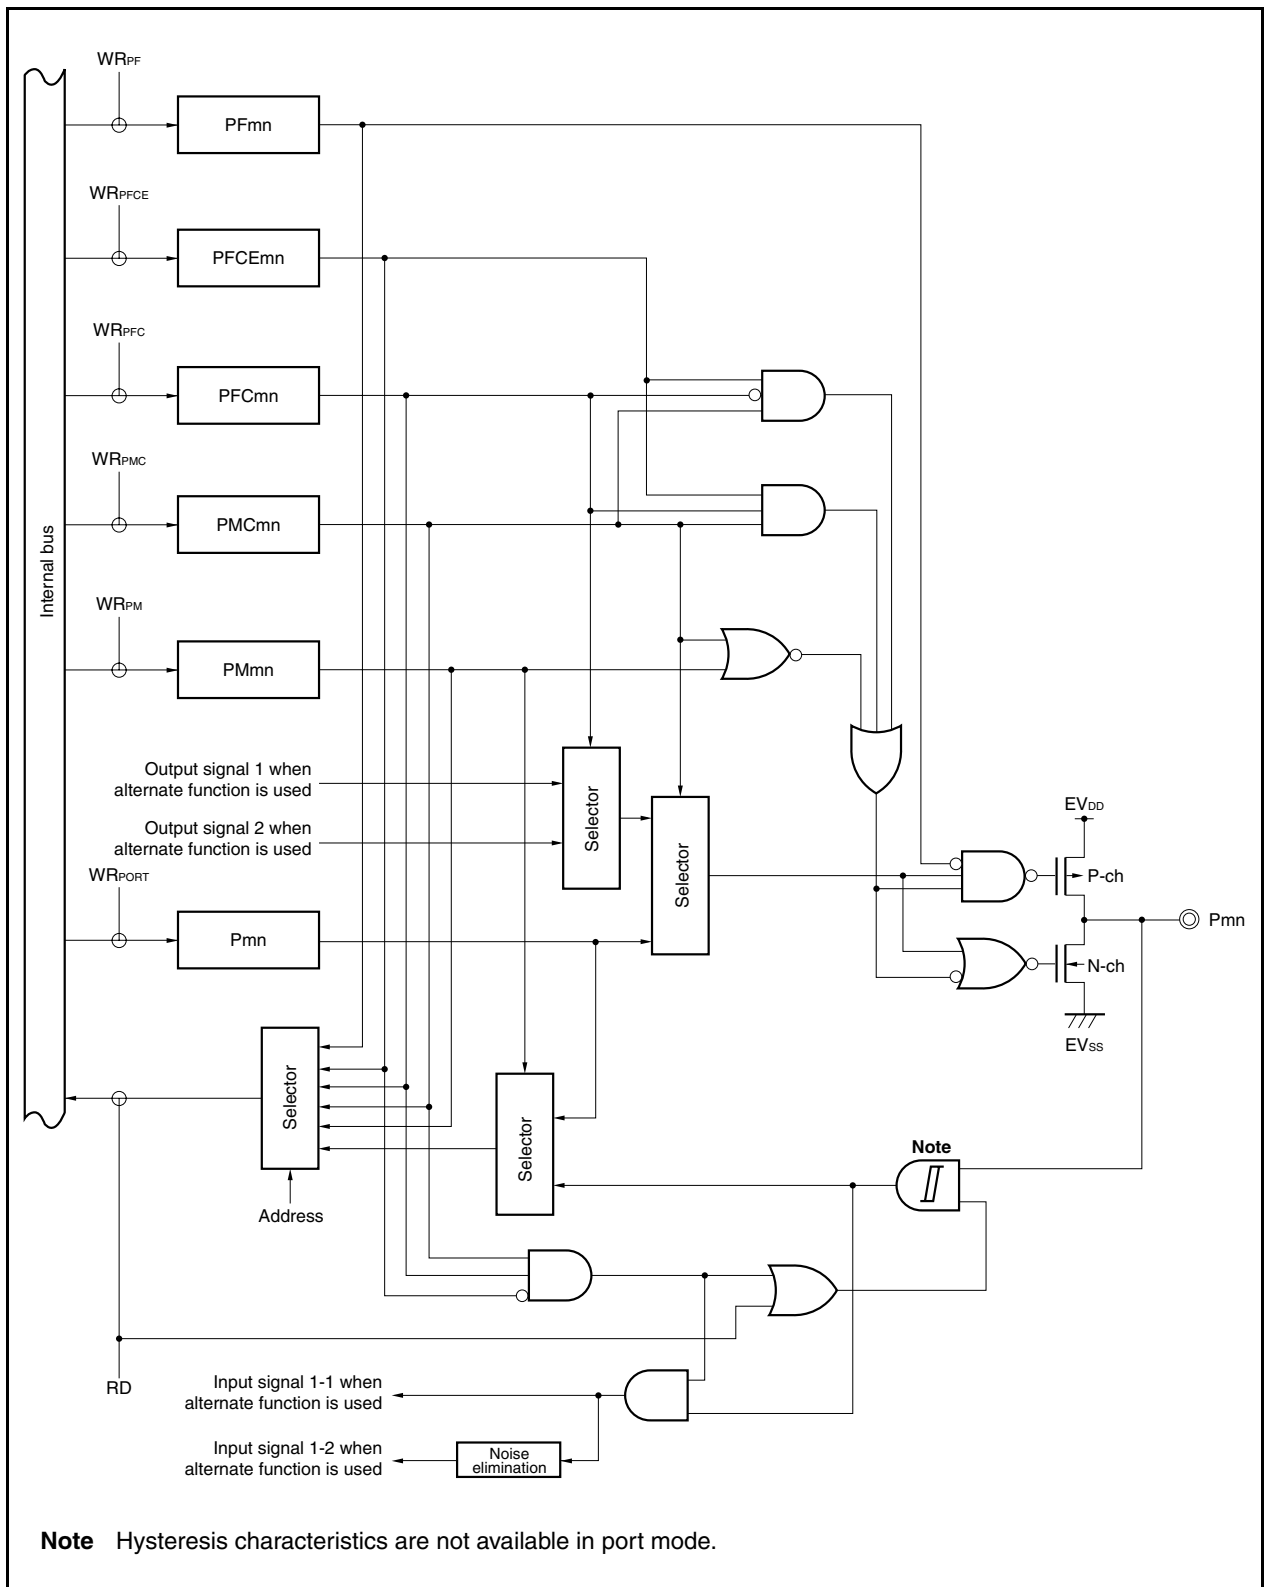 WRPF
PFmn
WRPFCE
PFCEmn
WRPFC
PFCmn
WRPMC
PMCmn
Internal bus
WRPM
PMmn
Output signal 1 when
alternate function is used
Output signal 2 when
alternate function is used
Selector
Selector
EVDD
P-ch
WRPORT
Pmn
Pmn
N-ch
EVSS
Selector
Selector
Note
Address
RD
Input signal 1-1 when
alternate function is used
Input signal 1-2 when
alternate function is used
Noise
elimination
Note Hysteresis characteristics are not available in port mode.